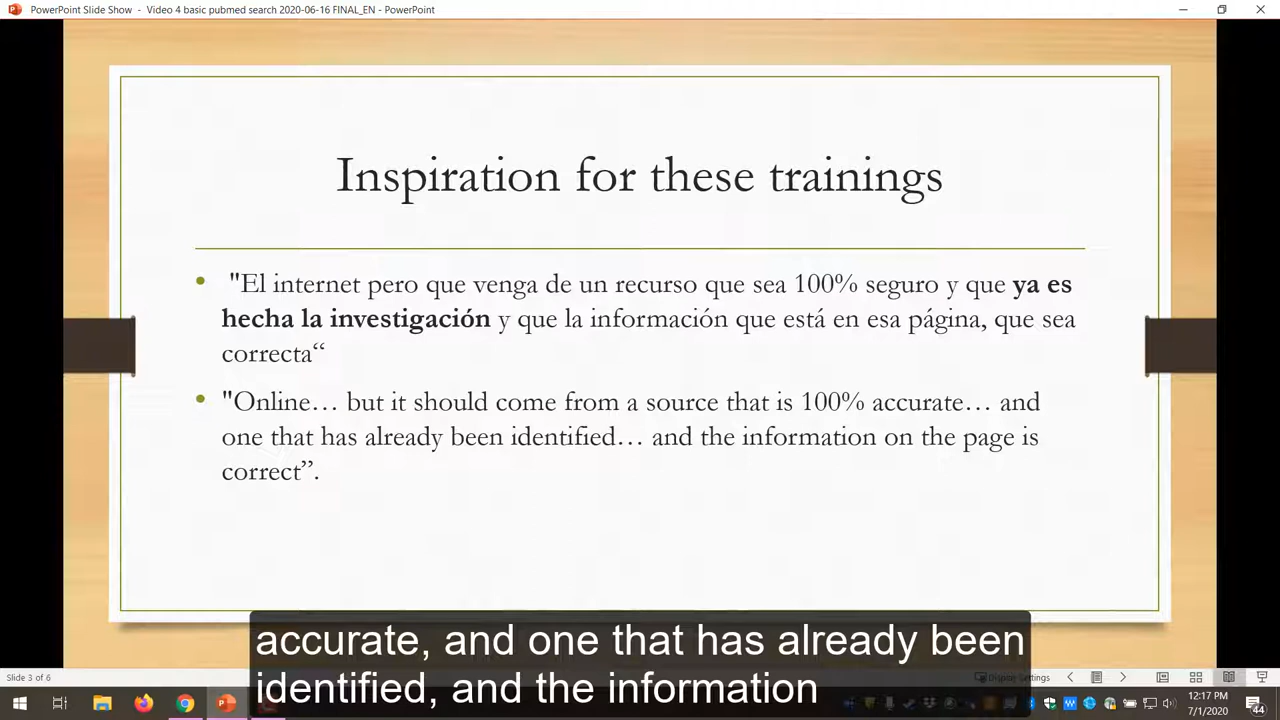 PowerPoint Slide Show - Video 4 basic pubmed search 2020-06-16 FINAL_EN - PowerPoint
Inspiration for these trainings
"El internet pero que venga de un recurso que sea 100% seguro y que ya es
hecha la investigación y que la información que está en esa página, que sea
correcta“
"Online… but it should come from a source that is 100% accurate… and
one that has already been identified… and the information on the page is
correct”.
accurate, and one that has already been
identified, and the information
Slide 3 of 6
Display Settings
12:17 PM
7/1/2020
44